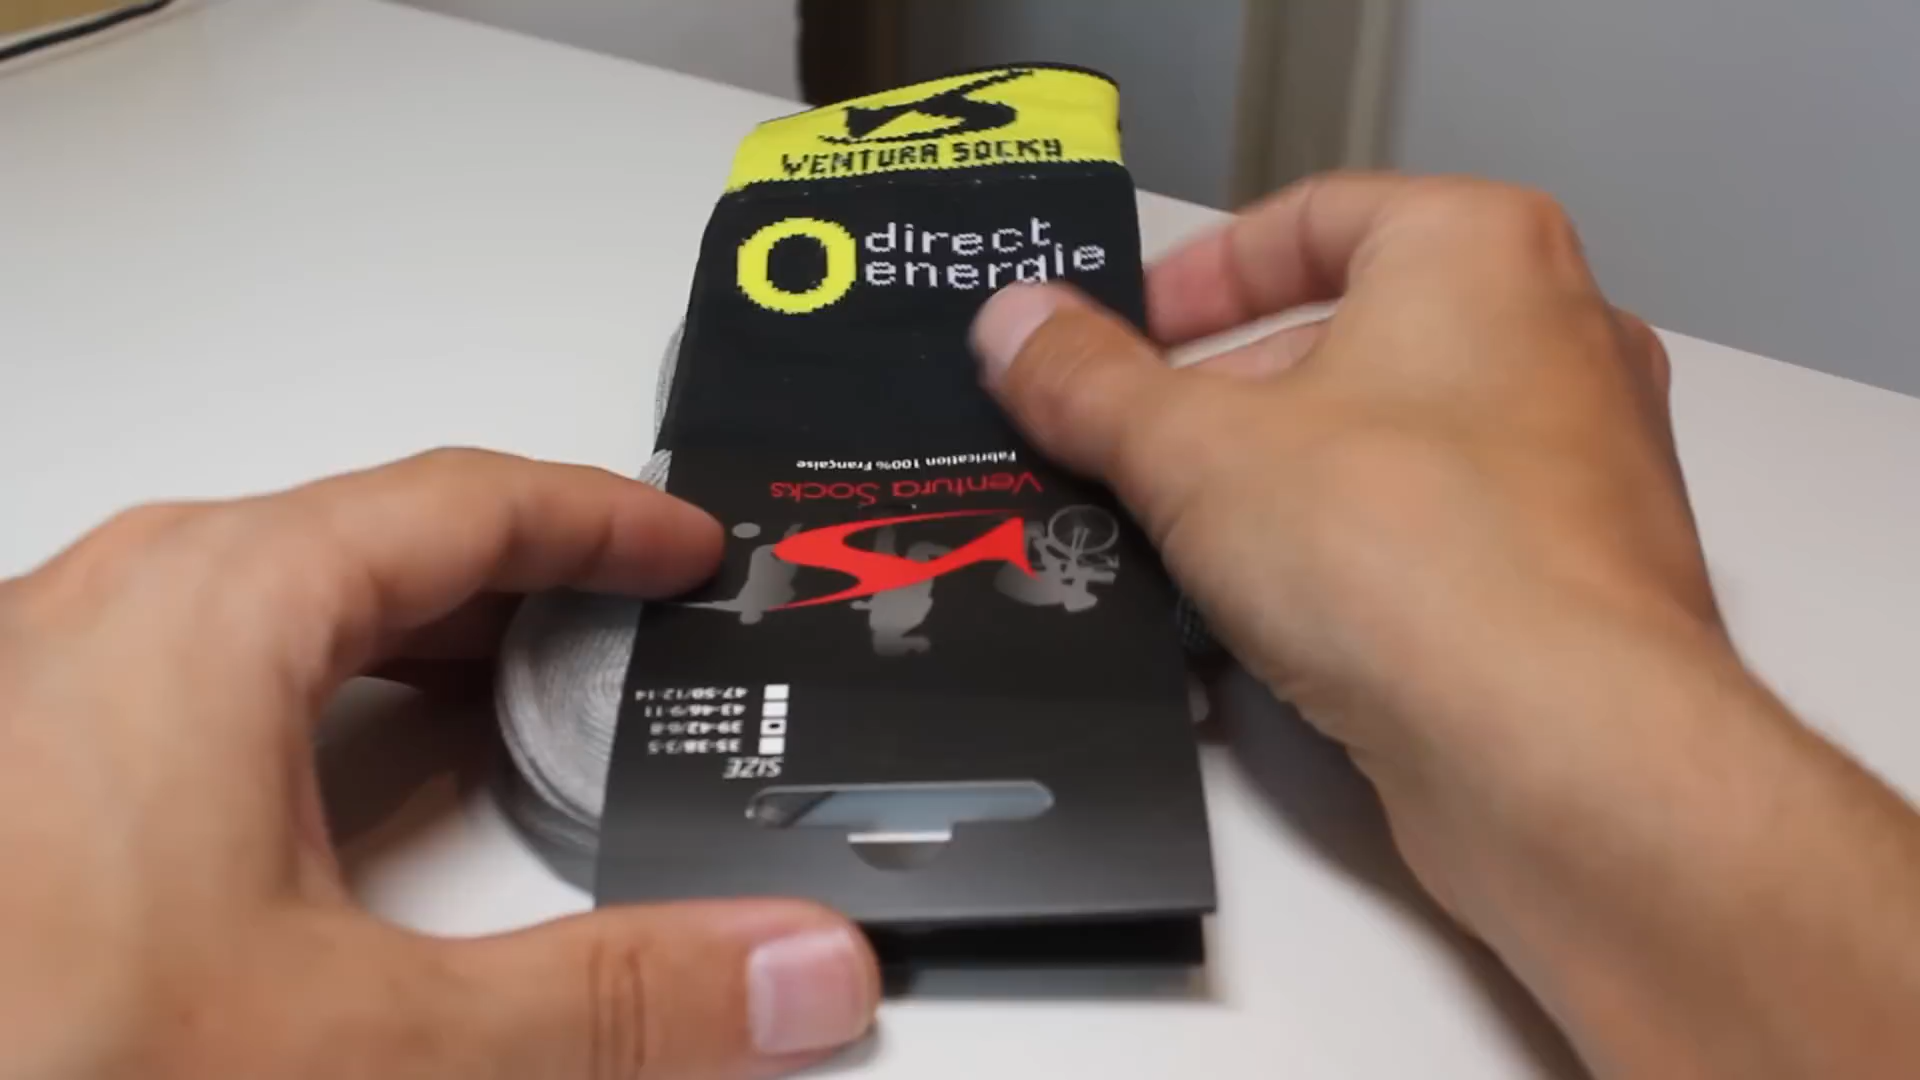 VENTURA SOCKS
direct
energie
Fabrication 100% Française
Ventura Socks
SIZE
35-38/3-5
39-42/6-8
43-46/9-11
47-50/12-14